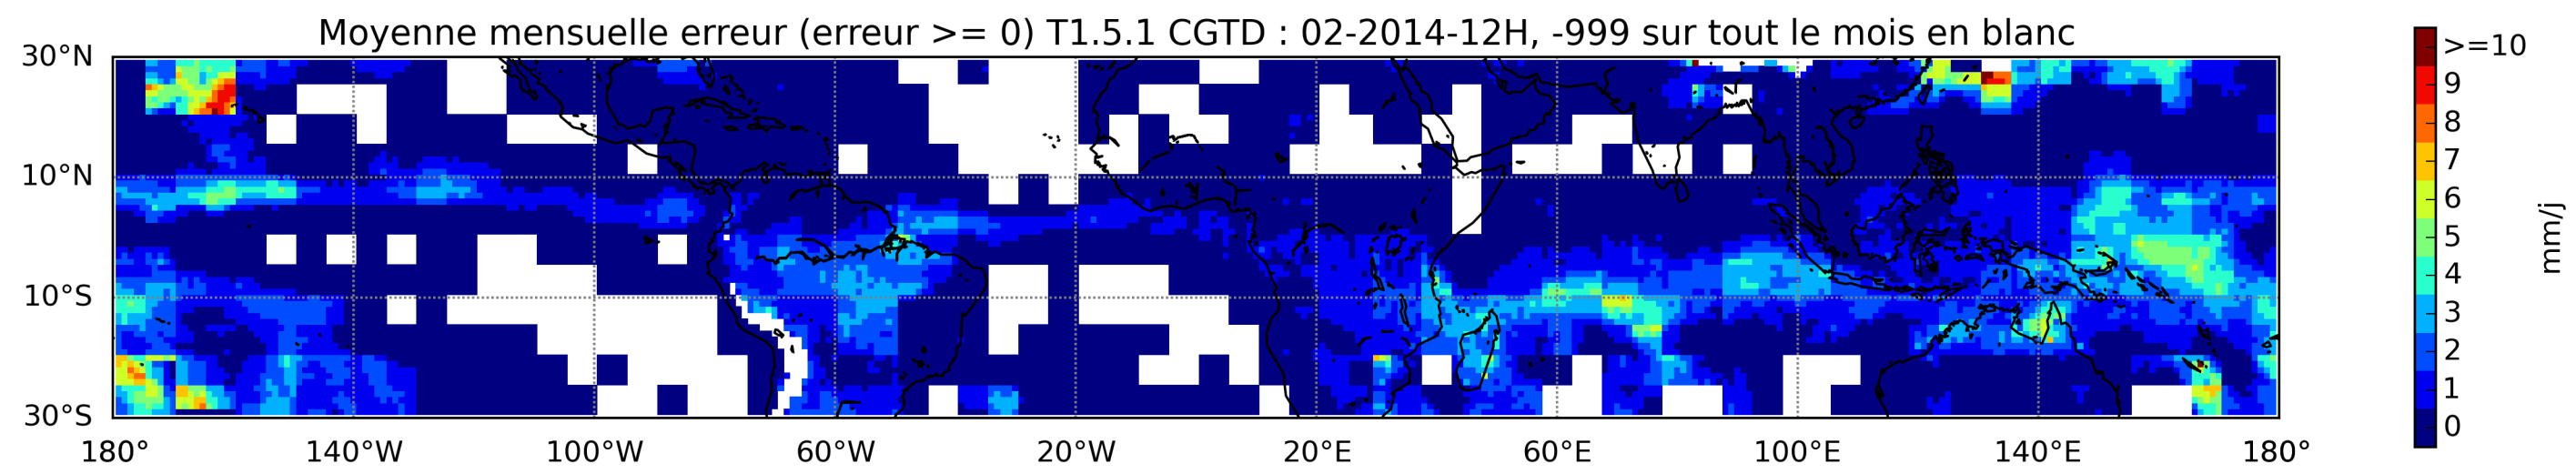 Moyenne mensuelle erreur (erreur >= 0) T1.5.1 CGTD : 02-2014-12H, -999 sur tout le mois en blanc
30°N
10°N
10°S
30°S
180° 140°W 100°W 60°W 20°W 20°E 60°E 100°E 140°E 180°
>=10
9
8
7
6
5
4
3
2
1
0
mm/j